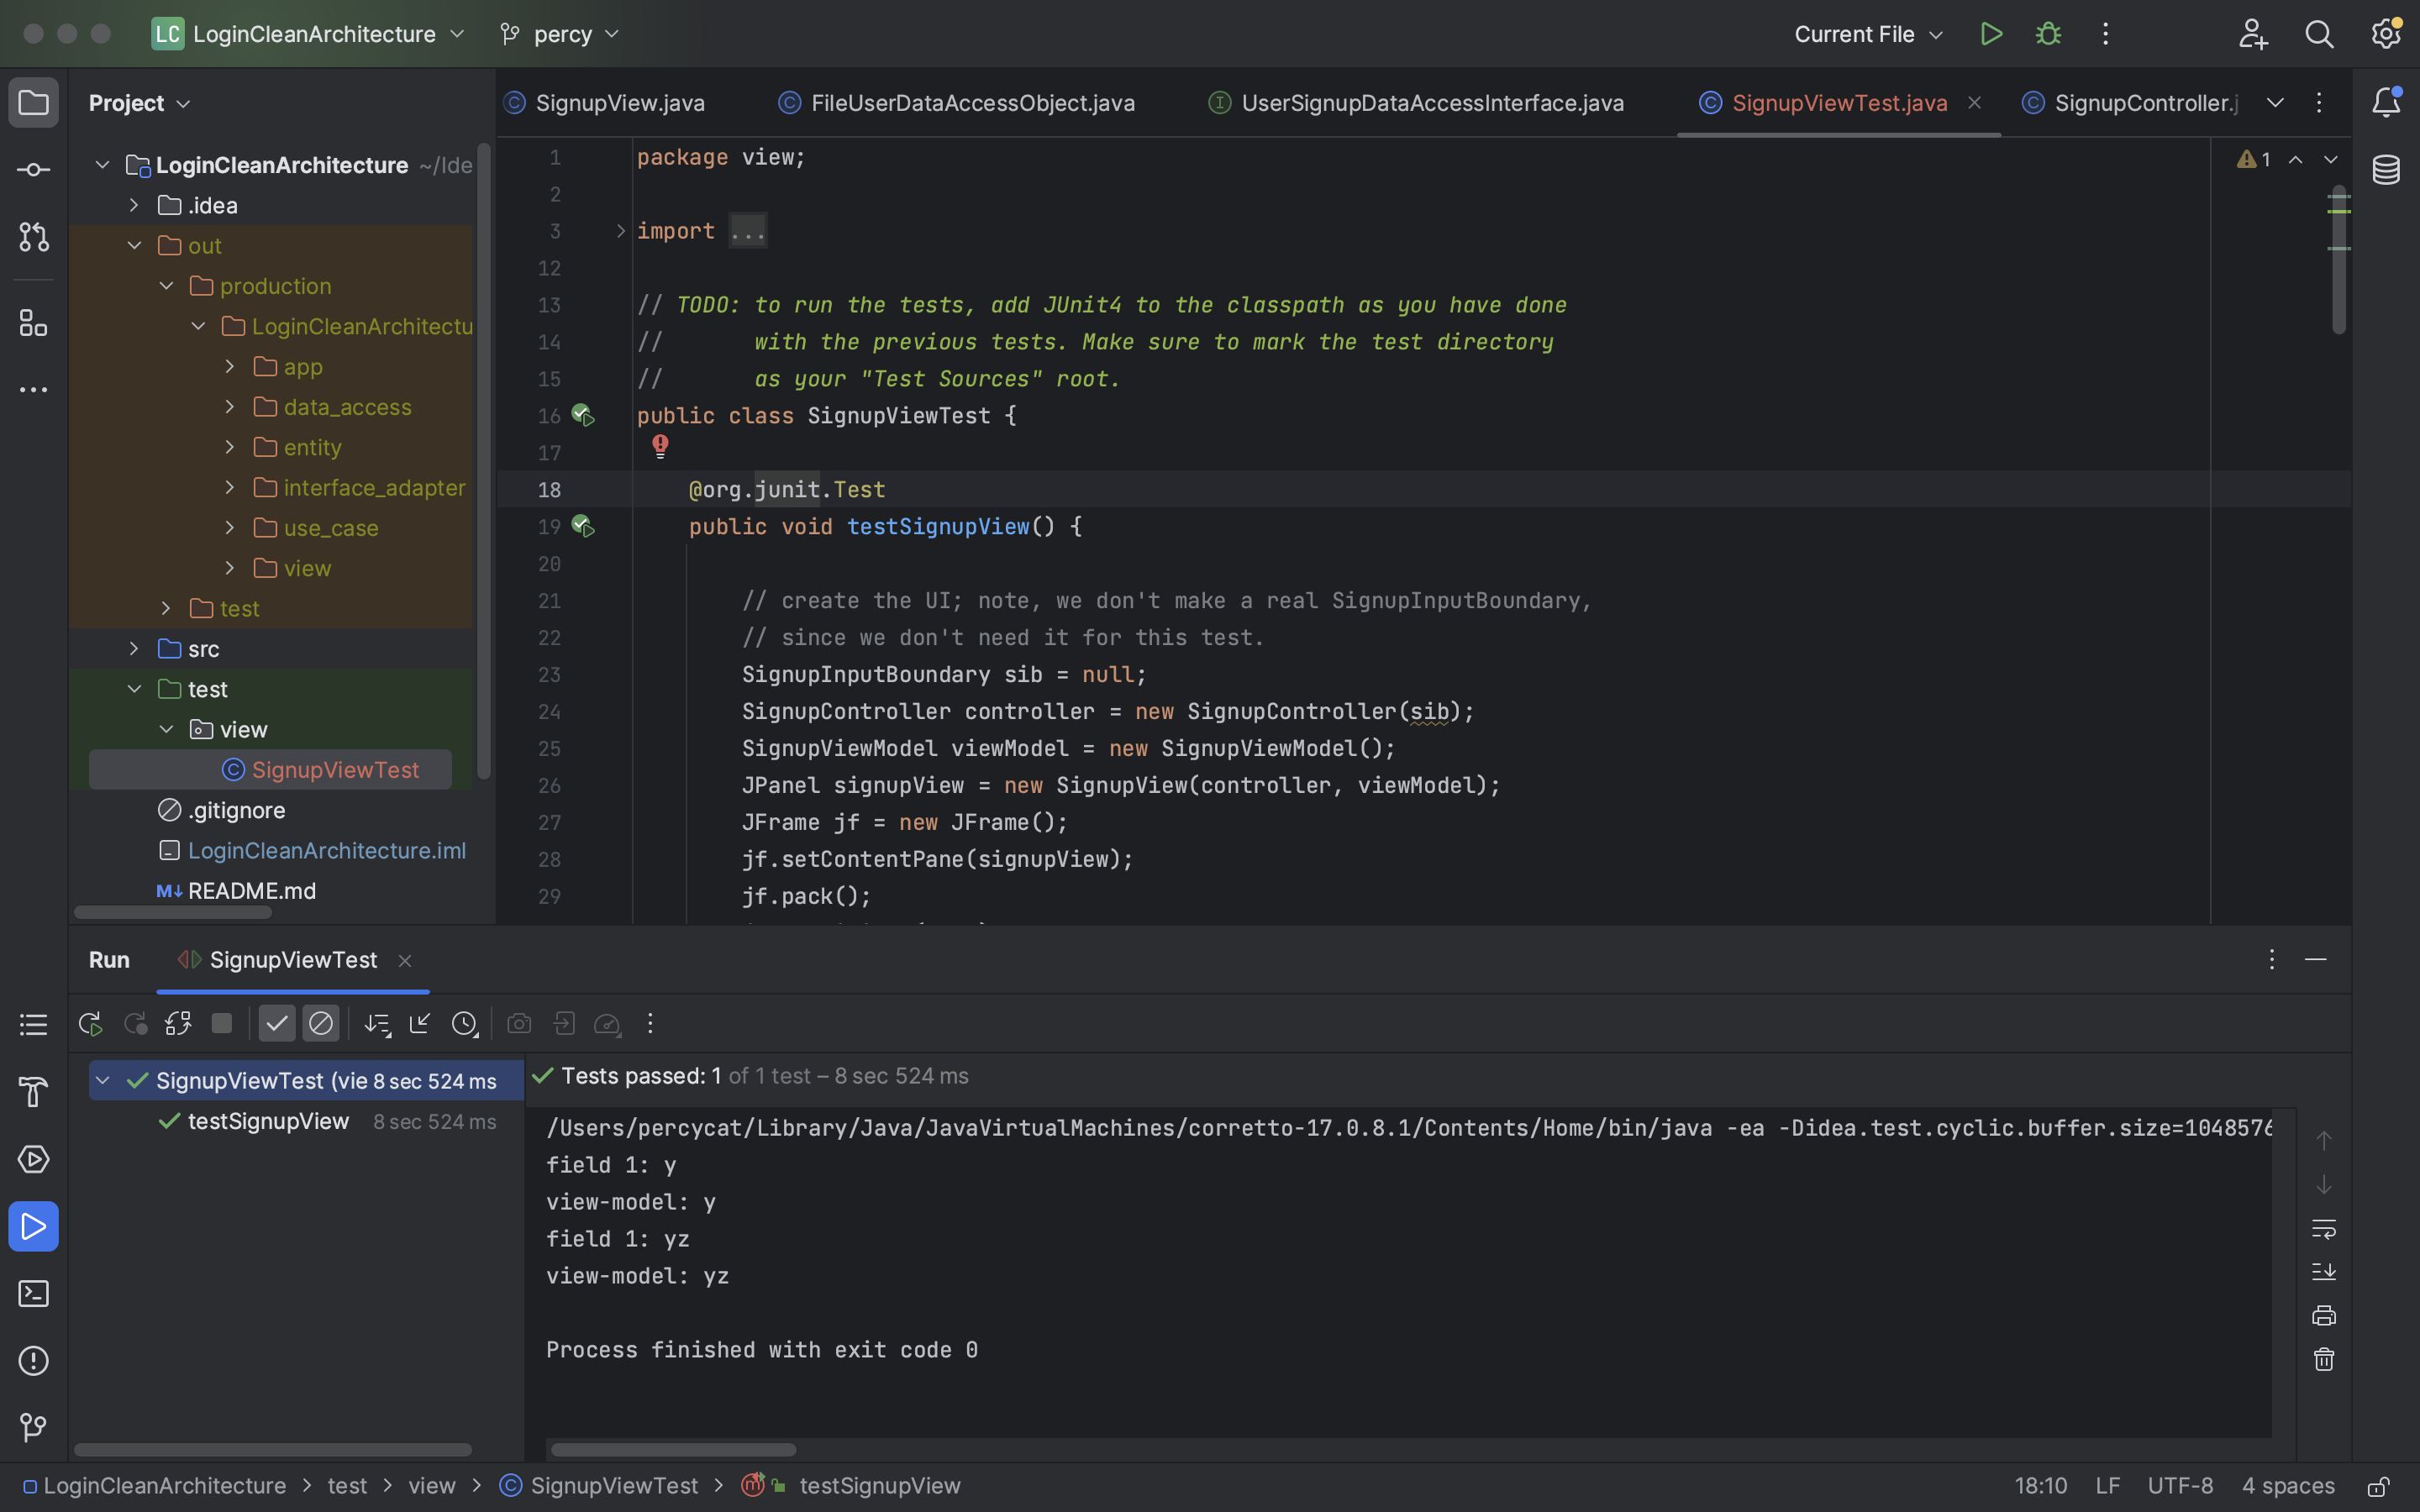 LC LoginCleanArchitecture percy Current File
Project
SignupView.java FileUserDataAccessObject.java UserSignupDataAccessInterface.java SignupViewTest.java SignupController.j
LoginCleanArchitecture ~/Ide
.idea
out
production
LoginCleanArchitectu
app
data_access
entity
interface_adapter
use_case
view
test
src
test
view
SignupViewTest
.gitignore
LoginCleanArchitecture.iml
M↓ README.md
1
1 package view;
2
3 import ...
12
13 // TODO: to run the tests, add JUnit4 to the classpath as you have done
14 //       with the previous tests. Make sure to mark the test directory
15 //       as your "Test Sources" root.
16 public class SignupViewTest {
17
18     @org.junit.Test
19     public void testSignupView() {
20
21         // create the UI; note, we don't make a real SignupInputBoundary,
22         // since we don't need it for this test.
23         SignupInputBoundary sib = null;
24         SignupController controller = new SignupController(sib);
25         SignupViewModel viewModel = new SignupViewModel();
26         JPanel signupView = new SignupView(controller, viewModel);
27         JFrame jf = new JFrame();
28         jf.setContentPane(signupView);
29         jf.pack();
Run SignupViewTest
SignupViewTest (vie 8 sec 524 ms
testSignupView 8 sec 524 ms
Tests passed: 1 of 1 test – 8 sec 524 ms
/Users/percycat/Library/Java/JavaVirtualMachines/corretto-17.0.8.1/Contents/Home/bin/java -ea -Didea.test.cyclic.buffer.size=1048576
field 1: y
view-model: y
field 1: yz
view-model: yz
Process finished with exit code 0
LoginCleanArchitecture > test > view > SignupViewTest > testSignupView 18:10 LF UTF-8 4 spaces